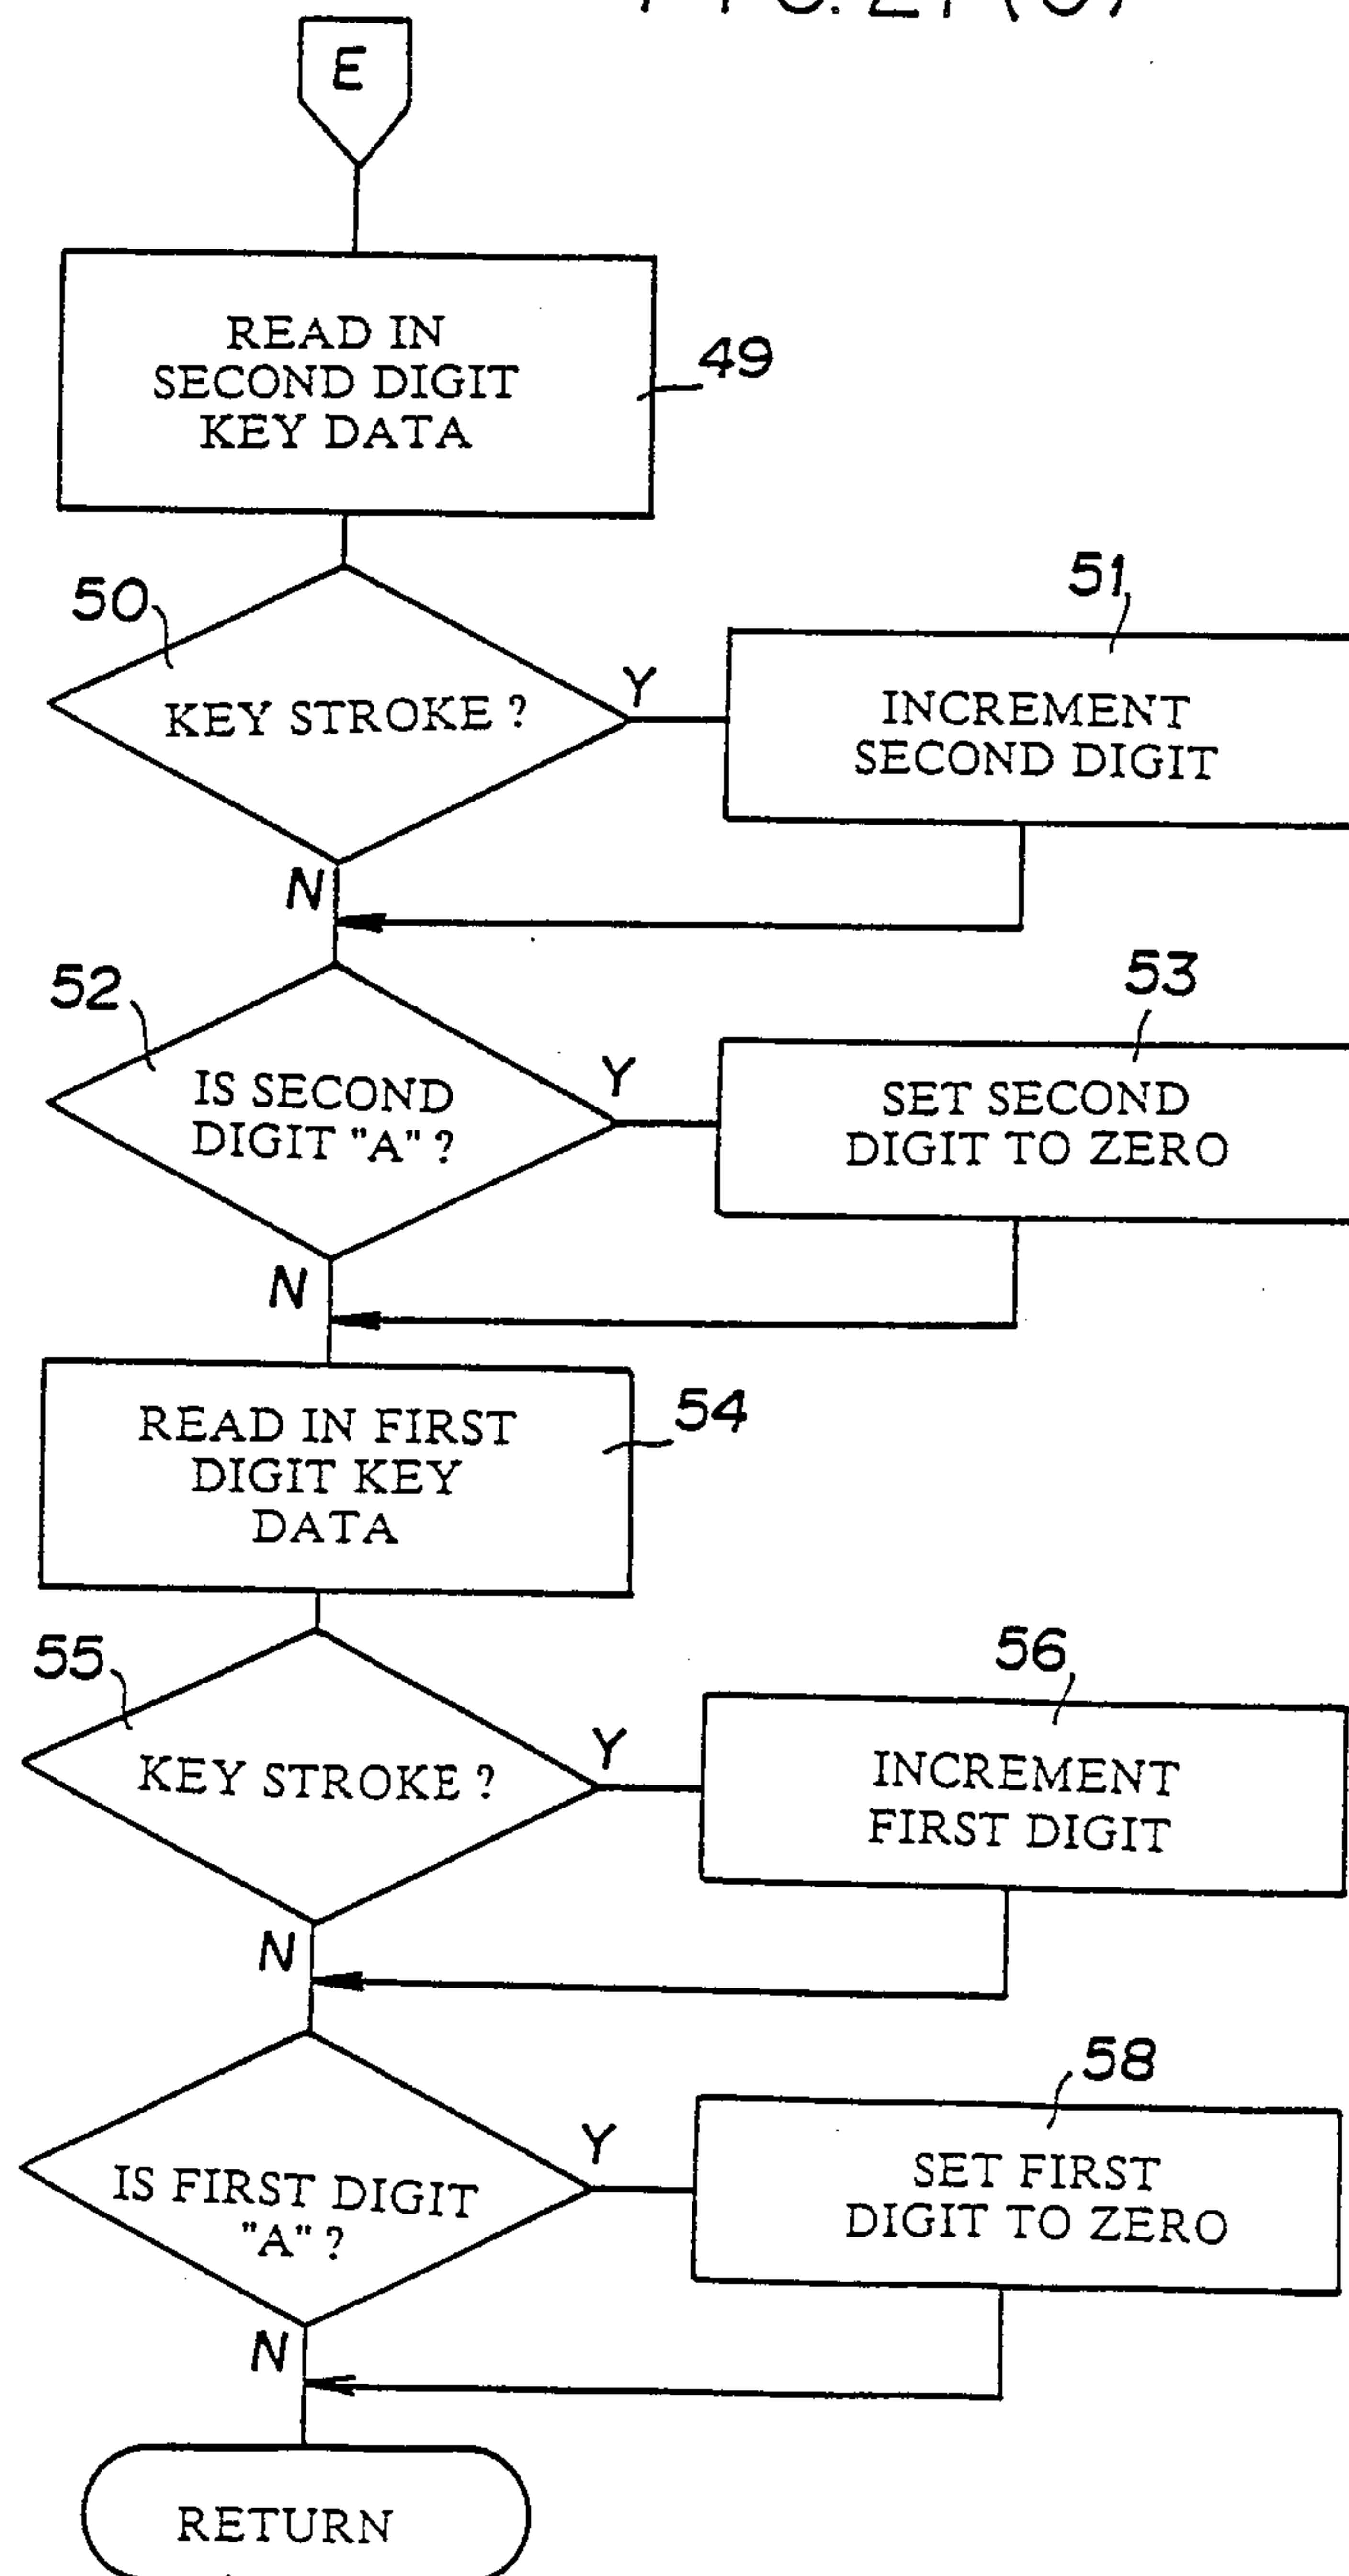 E
READ IN
SECOND DIGIT
KEY DATA
49
50
KEY STROKE ?
Y
51
INCREMENT
SECOND DIGIT
N
52
IS SECOND
DIGIT "A" ?
Y
53
SET SECOND
DIGIT TO ZERO
N
READ IN FIRST
DIGIT KEY
DATA
54
55
KEY STROKE ?
Y
56
INCREMENT
FIRST DIGIT
N
IS FIRST DIGIT
"A" ?
Y
58
SET FIRST
DIGIT TO ZERO
N
RETURN